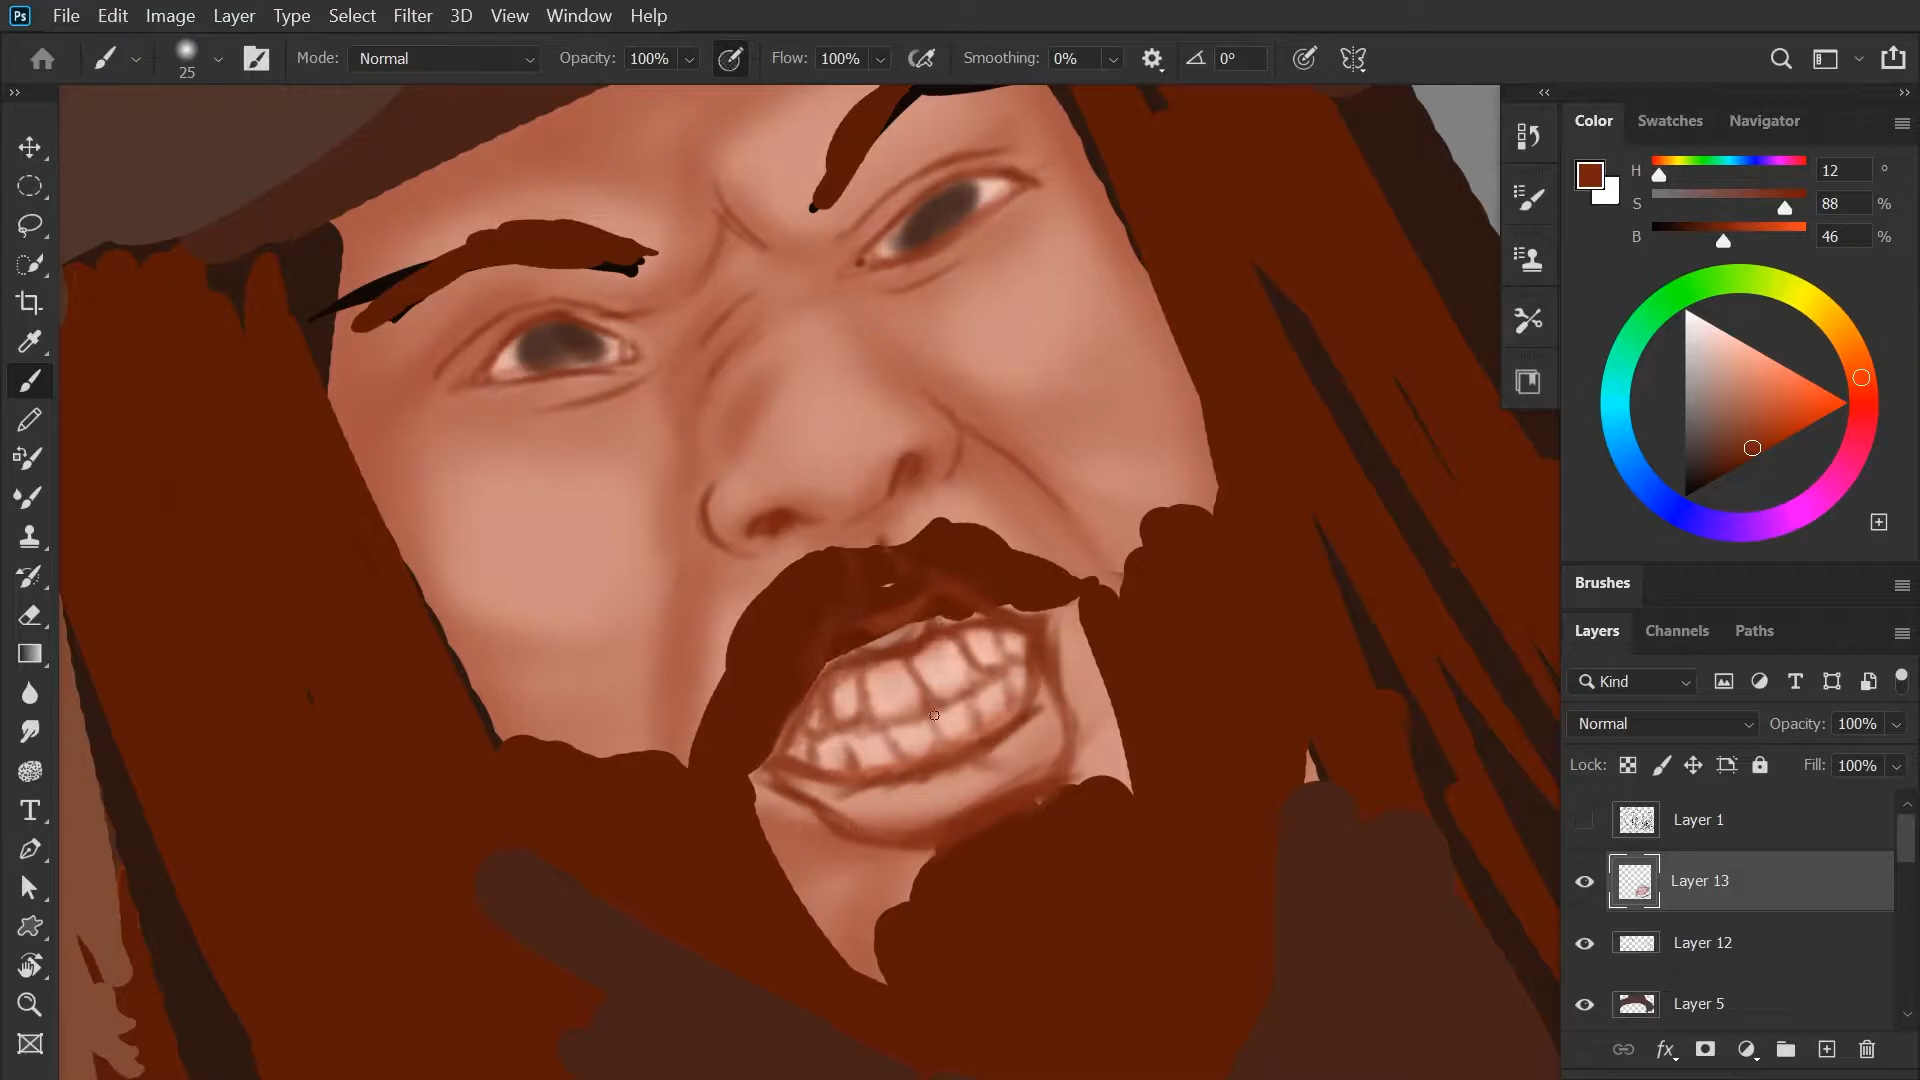 Ps File Edit Image Layer Type Select Filter 3D View Window Help
25 Mode: Normal Opacity: 100% Flow: 100% Smoothing: 0% 0°
Color Swatches Navigator
H 12 °
S 88 %
B 46 %
Brushes
Layers Channels Paths
Kind
Normal Opacity: 100%
Lock: Fill: 100%
Layer 1
Layer 13
Layer 12
Layer 5
fx